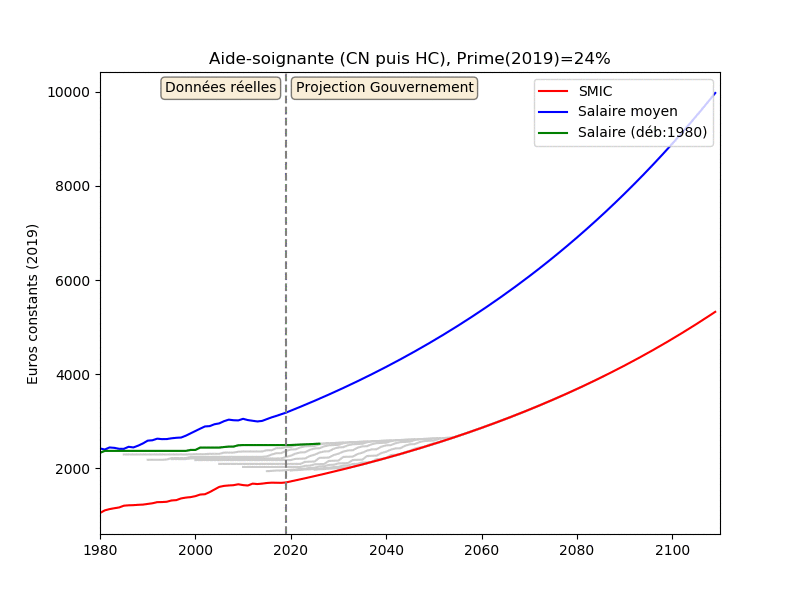 Aide-soignante (CN puis HC), Prime(2019)=24%
Données réelles
Projection Gouvernement
SMIC
Salaire moyen
Salaire (déb:1980)
Euros constants (2019)
10000
8000
6000
4000
2000
1980
2000
2020
2040
2060
2080
2100